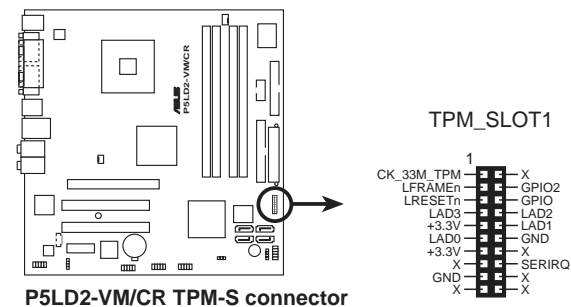 ASUS
P5LD2-VM/CR
TPM_SLOT1
1
CK_33M_TPM X
LFRAMEn GPIO2
LRESETn GPIO
LAD3 LAD2
+3.3V LAD1
LAD0 GND
+3.3V X
X SERIRQ
GND X
X X
P5LD2-VM/CR TPM-S connector